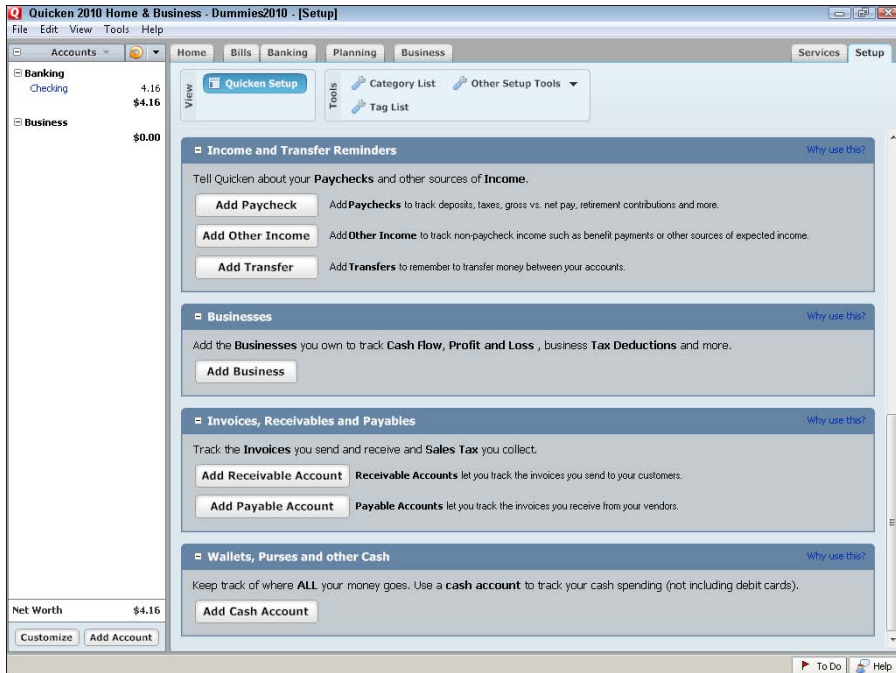 Quicken 2010 Home & Business - Dummies2010 - [Setup]
File Edit View Tools Help
Accounts
Home Bills Banking Planning Business Services Setup
Banking
Checking 4.16
$4.16
Business
$0.00
View
Quicken Setup
Tools
Category List Other Setup Tools
Tag List
Income and Transfer Reminders Why use this?
Tell Quicken about your Paychecks and other sources of Income.
Add Paycheck Add Paychecks to track deposits, taxes, gross vs. net pay, retirement contributions and more.
Add Other Income Add Other Income to track non-paycheck income such as benefit payments or other sources of expected income.
Add Transfer Add Transfers to remember to transfer money between your accounts.
Businesses Why use this?
Add the Businesses you own to track Cash Flow, Profit and Loss , business Tax Deductions and more.
Add Business
Invoices, Receivables and Payables Why use this?
Track the Invoices you send and receive and Sales Tax you collect.
Add Receivable Account Receivable Accounts let you track the invoices you send to your customers.
Add Payable Account Payable Accounts let you track the invoices you receive from your vendors.
Wallets, Purses and other Cash Why use this?
Keep track of where ALL your money goes. Use a cash account to track your cash spending (not including debit cards).
Add Cash Account
Net Worth $4.16
Customize Add Account
To Do Help